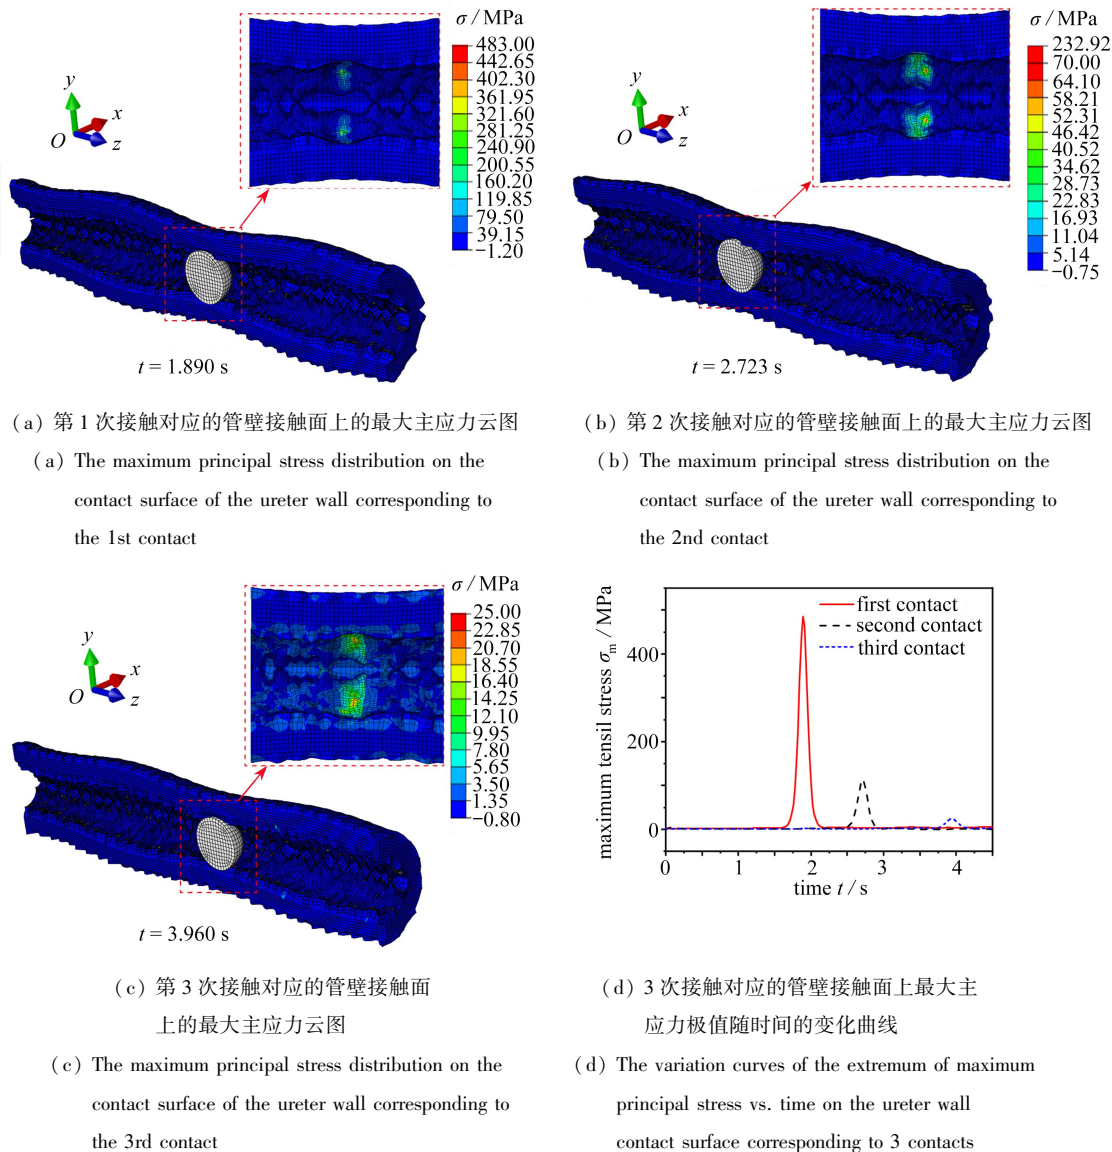 σ / MPa
483.00
442.65
402.30
361.95
321.60
281.25
240.90
200.55
160.20
119.85
79.50
39.15
−1.20
y
x
O
z
t = 1.890 s
σ / MPa
232.92
70.00
64.10
58.21
52.31
46.42
40.52
34.62
28.73
22.83
16.93
11.04
5.14
−0.75
y
x
O
z
t = 2.723 s
(a) 第 1 次接触对应的管壁接触面上的最大主应力云图
(b) 第 2 次接触对应的管壁接触面上的最大主应力云图
(a) The maximum principal stress distribution on the
contact surface of the ureter wall corresponding to
the 1st contact
(b) The maximum principal stress distribution on the
contact surface of the ureter wall corresponding to
the 2nd contact
σ / MPa
25.00
22.85
20.70
18.55
16.40
14.25
12.10
9.95
7.80
5.65
3.50
1.35
−0.80
y
x
O
z
t = 3.960 s
maximum tensil stress σm / MPa
400
200
0
first contact
second contact
third contact
0 1 2 3 4
time t / s
(c) 第 3 次接触对应的管壁接触面
上的最大主应力云图
(d) 3 次接触对应的管壁接触面上最大主
应力极值随时间的变化曲线
(c) The maximum principal stress distribution on the
contact surface of the ureter wall corresponding to
the 3rd contact
(d) The variation curves of the extremum of maximum
principal stress vs. time on the ureter wall
contact surface corresponding to 3 contacts